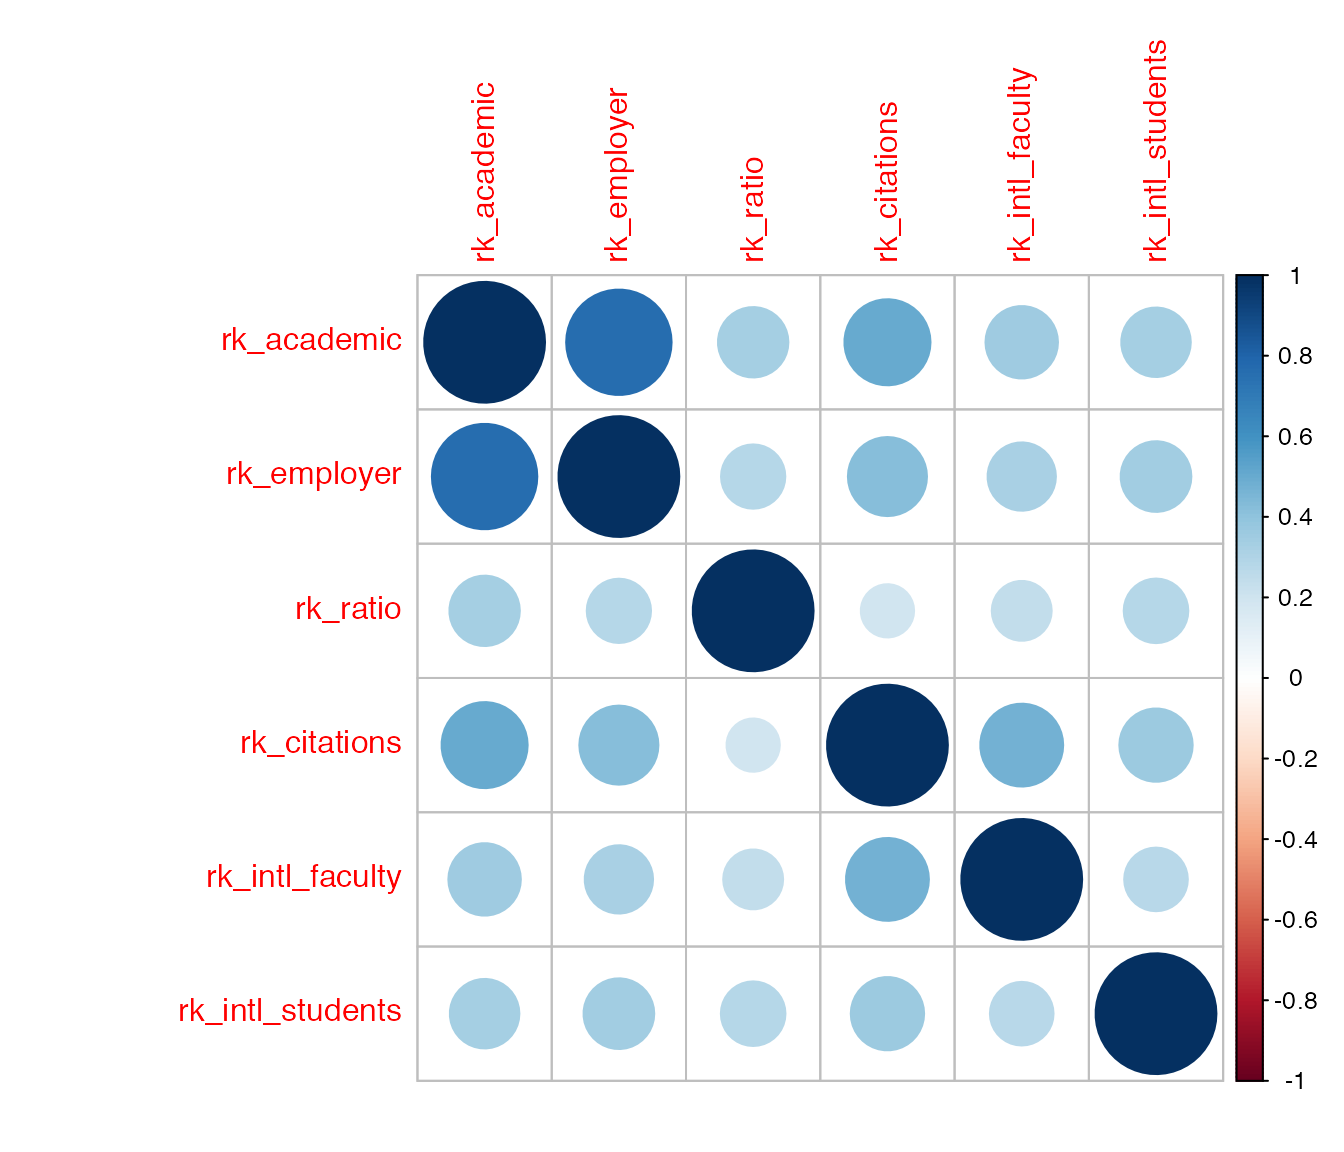 rk_academic
rk_employer
rk_ratio
rk_citations
rk_intl_faculty
rk_intl_students
rk_academic
rk_employer
rk_ratio
rk_citations
rk_intl_faculty
rk_intl_students
1
0.8
0.6
0.4
0.2
0
-0.2
-0.4
-0.6
-0.8
-1